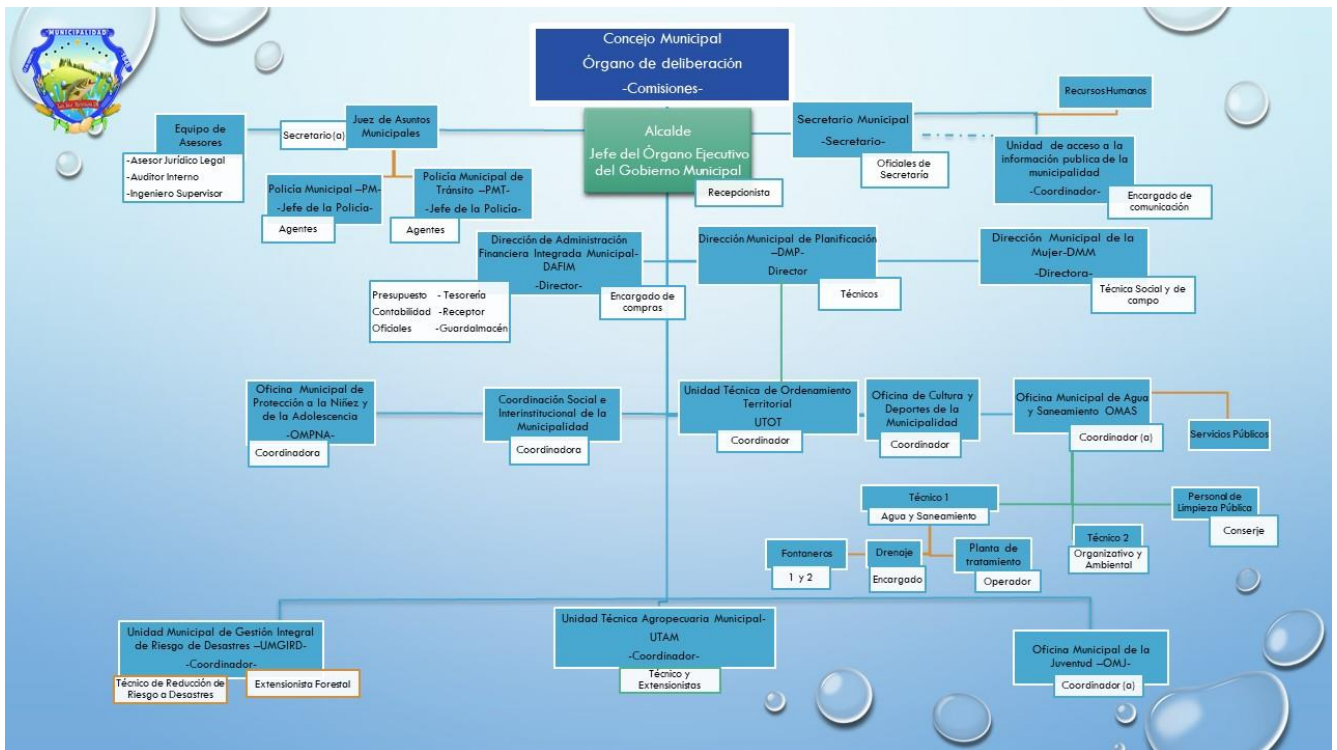 MUNICIPALIDAD
Concejo Municipal
Órgano de deliberación
-Comisiones-
Alcalde
Jefe del Órgano Ejecutivo
del Gobierno Municipal
Recepcionista
Equipo de
Asesores
-Asesor Jurídico Legal
-Auditor Interno
-Ingeniero Supervisor
Secretario (a)
Juez de Asuntos
Municipales
Policía Municipal –PM-
-Jefe de la Policía-
Agentes
Policía Municipal de
Tránsito –PMT-
-Jefe de la Policía-
Agentes
Secretario Municipal
-Secretario-
Oficiales de
Secretaría
Recursos Humanos
Unidad de acceso a la
información publica de la
municipalidad
-Coordinador-
Encargado de
comunicación
Dirección de Administración
Financiera Integrada Municipal-
DAFIM
-Director-
Presupuesto - Tesorería
Contabilidad -Receptor
Oficiales -Guardalmacén
Encargado de
compras
Dirección Municipal de Planificación
–DMP-
Director
Técnicos
Dirección Municipal de la
Mujer-DMM
-Directora-
Técnica Social y de
campo
Oficina Municipal de
Protección a la Niñez y
de la Adolescencia
-OMPNA-
Coordinadora
Coordinación Social e
Interinstitucional de la
Municipalidad
Coordinadora
Unidad Técnica de Ordenamiento
Territorial
UTOT
Coordinador
Oficina de Cultura y
Deportes de la
Municipalidad
Coordinador
Oficina Municipal de Agua
y Saneamiento OMAS
Coordinador (a)
Servicios Públicos
Técnico 1
Agua y Saneamiento
Fontaneros
1 y 2
Drenaje
Encargado
Planta de
tratamiento
Operador
Técnico 2
Organizativo y
Ambiental
Personal de
Limpieza Pública
Conserje
Unidad Municipal de Gestión Integral
de Riesgo de Desastres –UMGIRD-
-Coordinador-
Técnico de Reducción de
Riesgo a Desastres
Extensionista Forestal
Unidad Técnica Agropecuaria Municipal-
UTAM
-Coordinador-
Técnico y
Extensionistas
Oficina Municipal de la
Juventud –OMJ-
Coordinador (a)